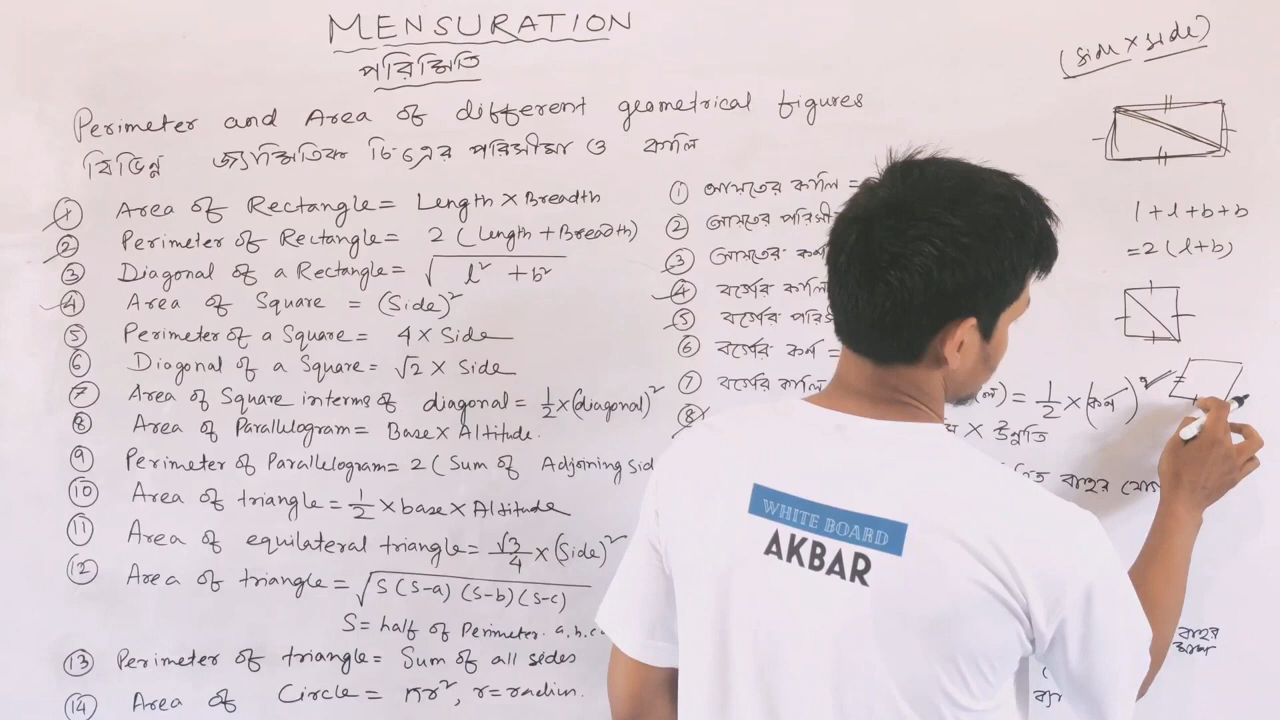 MENSURATION
পরিমিতি
Perimeter and Area of different geometrical figures
বিভিন্ন জ্যামিতিক চিত্রের পরিসীমা ও কালি
1 Area of Rectangle = Length × Breadth
2 Perimeter of Rectangle = 2 (Length + Breadth)
3 Diagonal of a Rectangle = √ l² + b²
4 Area of Square = (Side)²
5 Perimeter of a Square = 4 × Side
6 Diagonal of a Square = √2 × Side
7 Area of Square interms of diagonal = 1/2 × (diagonal)²
8 Area of Parallelogram = Base × Altitude.
9 Perimeter of Parallelogram = 2 ( Sum of Adjoining Sid
10 Area of triangle = 1/2 × base × Altitude
11 Area of equilateral triangle = √3/4 × (Side)²
12 Area of triangle = √ S (S-a) (S-b) (S-c)
S = half of Perimeter. a, b, c
13 Perimeter of triangle = Sum of all sides
14 Area of Circle = πr², r = radius.
1 আয়তের কালি =
2 আয়তের পরিসী
3 আয়তের কর্ণ
4 বর্গের কালি
5 বর্গের পরিসী
6 বর্গের কর্ণ =
7 বর্গের কালি = 1/2 × (কর্ণ)²
8 × উন্নতি
বাহুর যো
বাহুর
(side × side)
l + l + b + b
= 2 (l + b)
WHITE BOARD
AKBAR